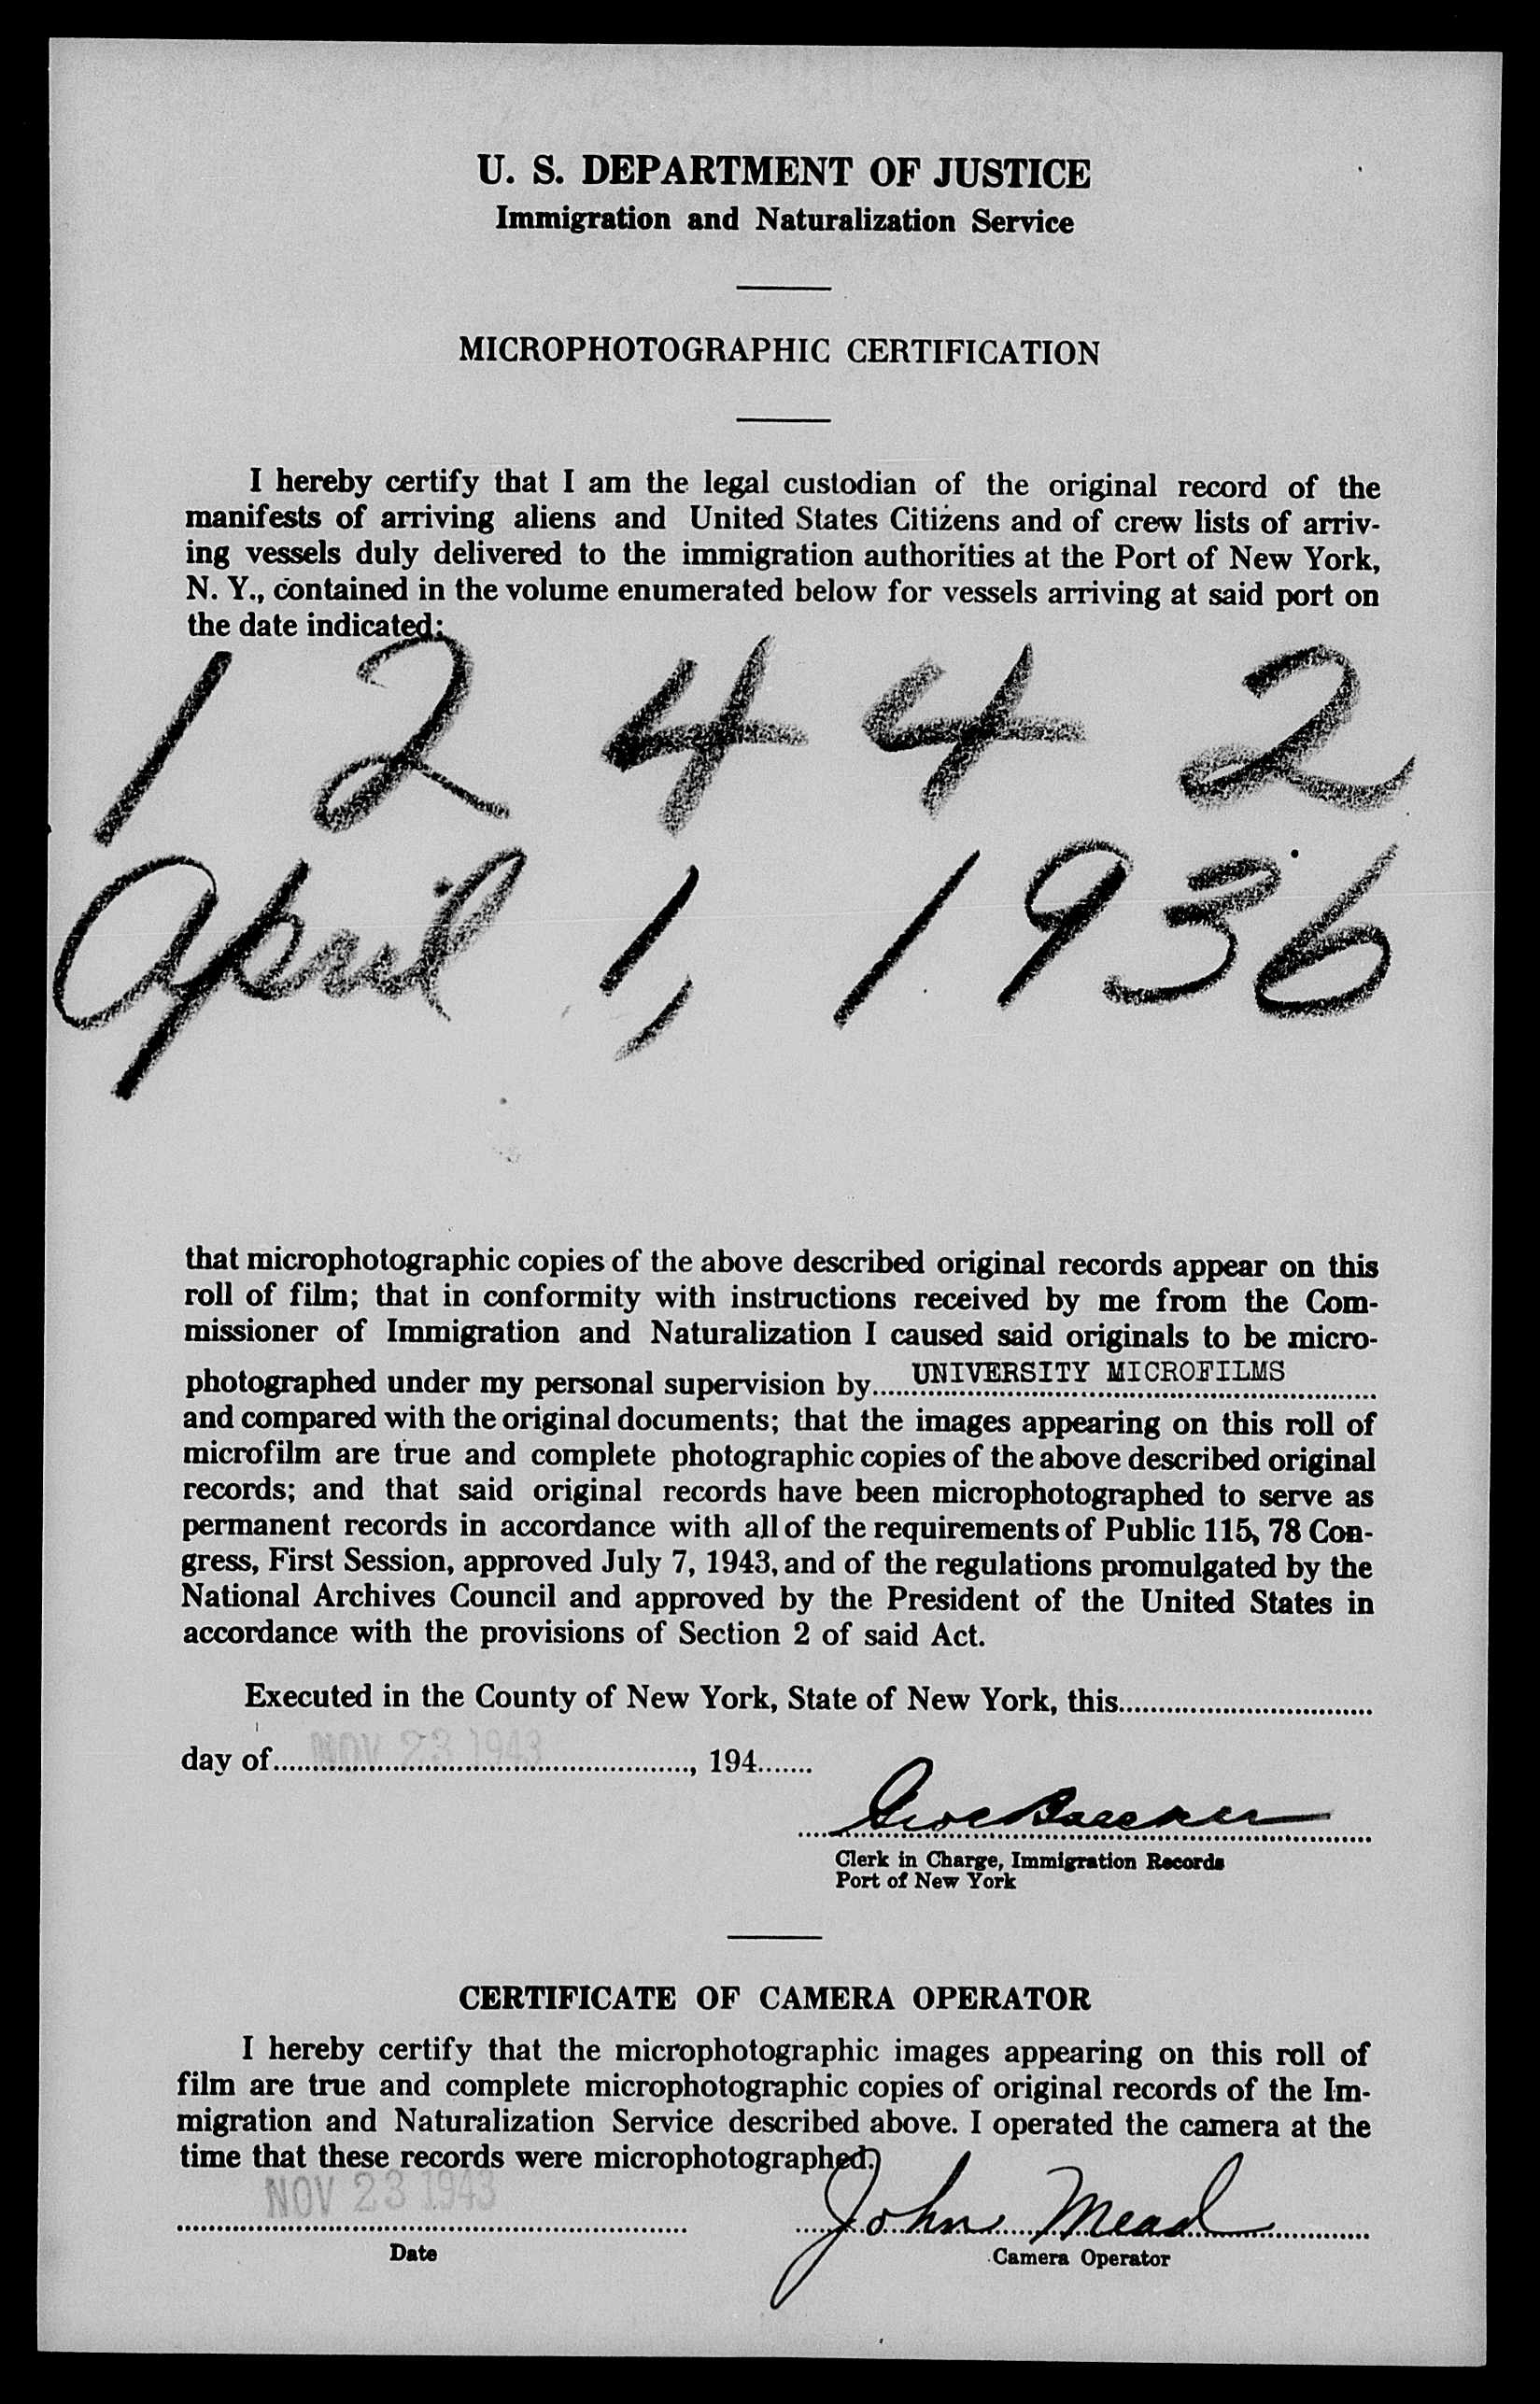 U. S. DEPARTMENT OF JUSTICE
Immigration and Naturalization Service
MICROPHOTOGRAPHIC CERTIFICATION
I hereby certify that I am the legal custodian of the original record of the
manifests of arriving aliens and United States Citizens and of crew lists of arriv-
ing vessels duly delivered to the immigration authorities at the Port of New York,
N. Y., contained in the volume enumerated below for vessels arriving at said port on
the date indicated:
1 2 4 4 2
April 1, 1936
that microphotographic copies of the above described original records appear on this
roll of film; that in conformity with instructions received by me from the Com-
missioner of Immigration and Naturalization I caused said originals to be micro-
photographed under my personal supervision by UNIVERSITY MICROFILMS
and compared with the original documents; that the images appearing on this roll of
microfilm are true and complete photographic copies of the above described original
records; and that said original records have been microphotographed to serve as
permanent records in accordance with all of the requirements of Public 115, 78 Con-
gress, First Session, approved July 7, 1943, and of the regulations promulgated by the
National Archives Council and approved by the President of the United States in
accordance with the provisions of Section 2 of said Act.
Executed in the County of New York, State of New York, this
day of NOV 23 1943, 194
Clerk in Charge, Immigration Records
Port of New York
CERTIFICATE OF CAMERA OPERATOR
I hereby certify that the microphotographic images appearing on this roll of
film are true and complete microphotographic copies of original records of the Im-
migration and Naturalization Service described above. I operated the camera at the
time that these records were microphotographed.
NOV 23 1943 John Mead
Date Camera Operator